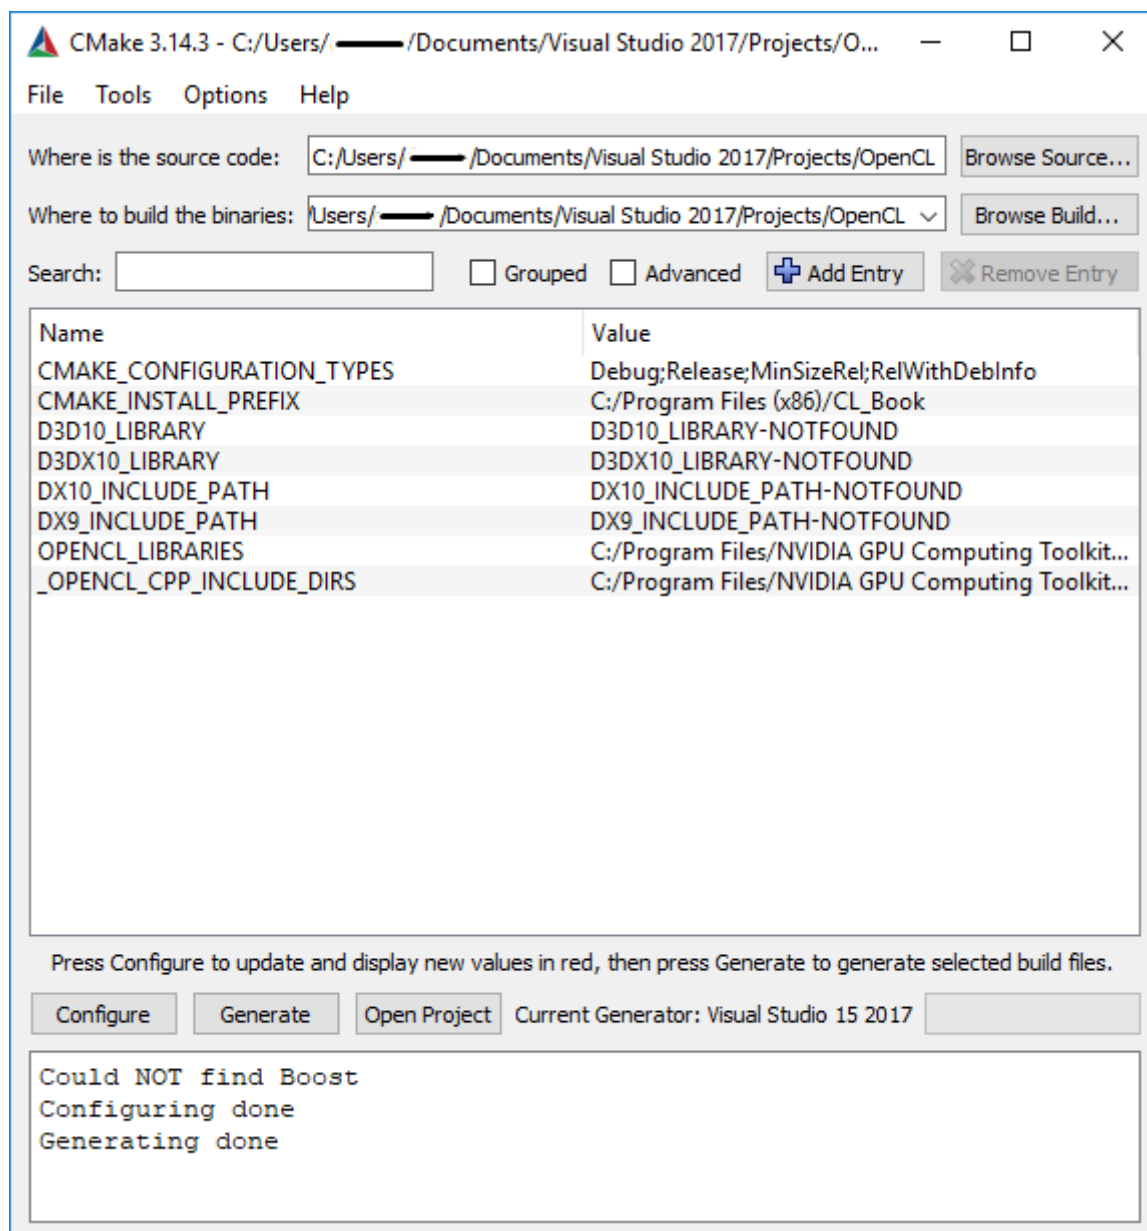 CMake 3.14.3 - C:/Users/ /Documents/Visual Studio 2017/Projects/O...
File Tools Options Help
Where is the source code: C:/Users/ /Documents/Visual Studio 2017/Projects/OpenCL Browse Source...
Where to build the binaries: /Users/ /Documents/Visual Studio 2017/Projects/OpenCL Browse Build...
Search: Grouped Advanced Add Entry Remove Entry
Name Value
CMAKE_CONFIGURATION_TYPES Debug;Release;MinSizeRel;RelWithDebInfo
CMAKE_INSTALL_PREFIX C:/Program Files (x86)/CL_Book
D3D10_LIBRARY D3D10_LIBRARY-NOTFOUND
D3DX10_LIBRARY D3DX10_LIBRARY-NOTFOUND
DX10_INCLUDE_PATH DX10_INCLUDE_PATH-NOTFOUND
DX9_INCLUDE_PATH DX9_INCLUDE_PATH-NOTFOUND
OPENCL_LIBRARIES C:/Program Files/NVIDIA GPU Computing Toolkit...
_OPENCL_CPP_INCLUDE_DIRS C:/Program Files/NVIDIA GPU Computing Toolkit...
Press Configure to update and display new values in red, then press Generate to generate selected build files.
Configure Generate Open Project Current Generator: Visual Studio 15 2017
Could NOT find Boost
Configuring done
Generating done